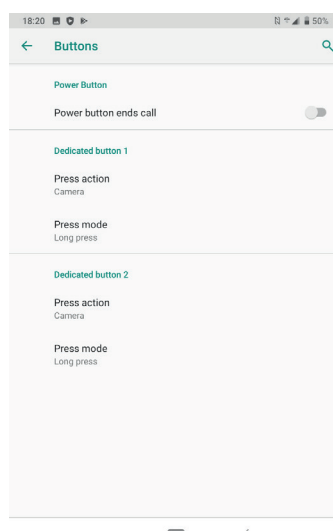 18:20
50%
Buttons
Power Button
Power button ends call
Dedicated button 1
Press action
Camera
Press mode
Long press
Dedicated button 2
Press action
Camera
Press mode
Long press